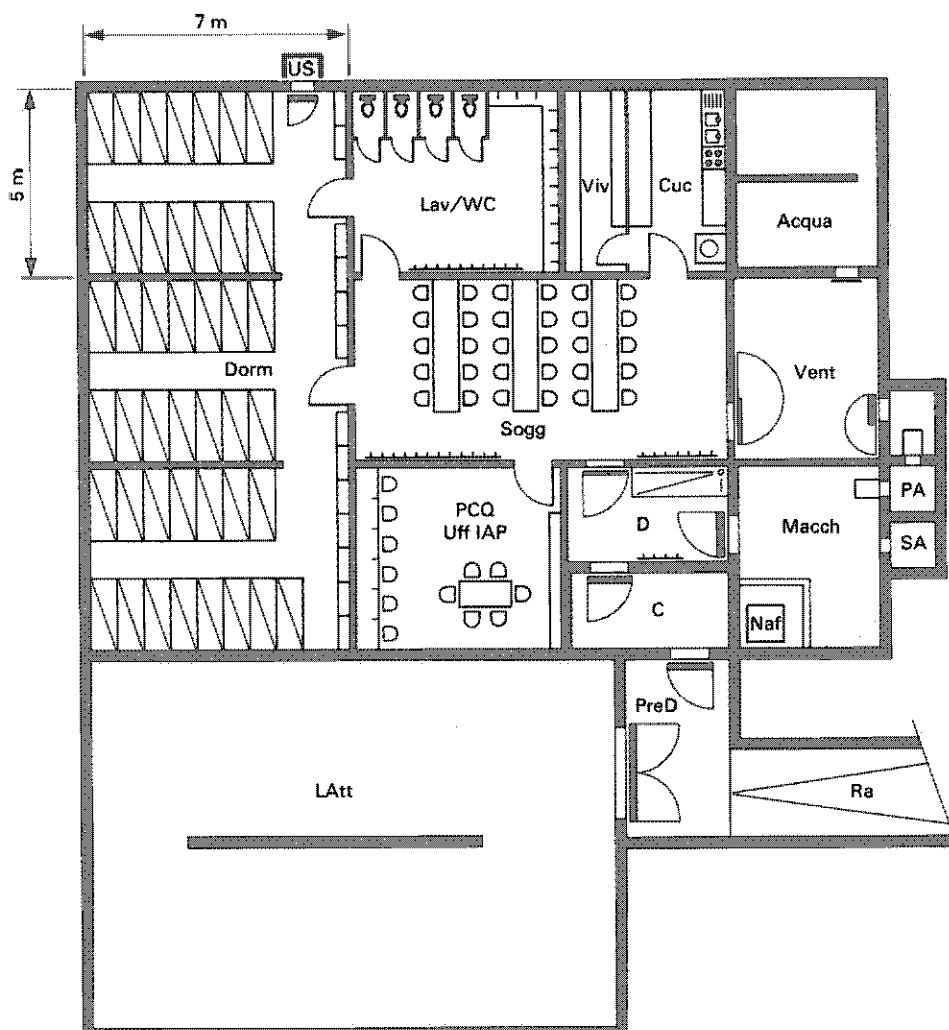 7 m
US
5 m
Viv
Cuc
Lav/WC
Acqua
Dorm
Vent
Sogg
PCQ
Uff IAP
D
Macch
PA
SA
C
Naf
PreD
LAtt
Ra